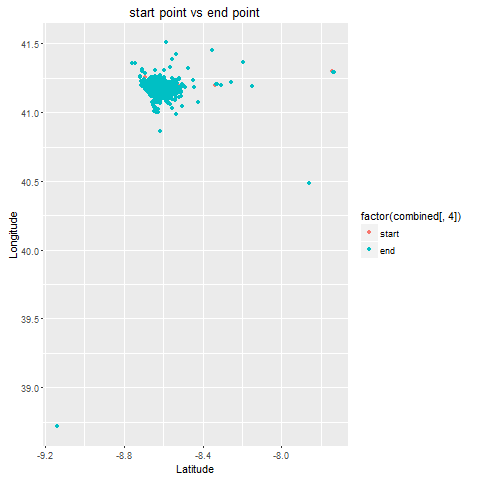 start point vs end point
41.5
41.0
40.5
40.0
39.5
39.0
Longitude
-9.2
-8.8
-8.4
-8.0
Latitude
factor(combined[, 4])
start
end